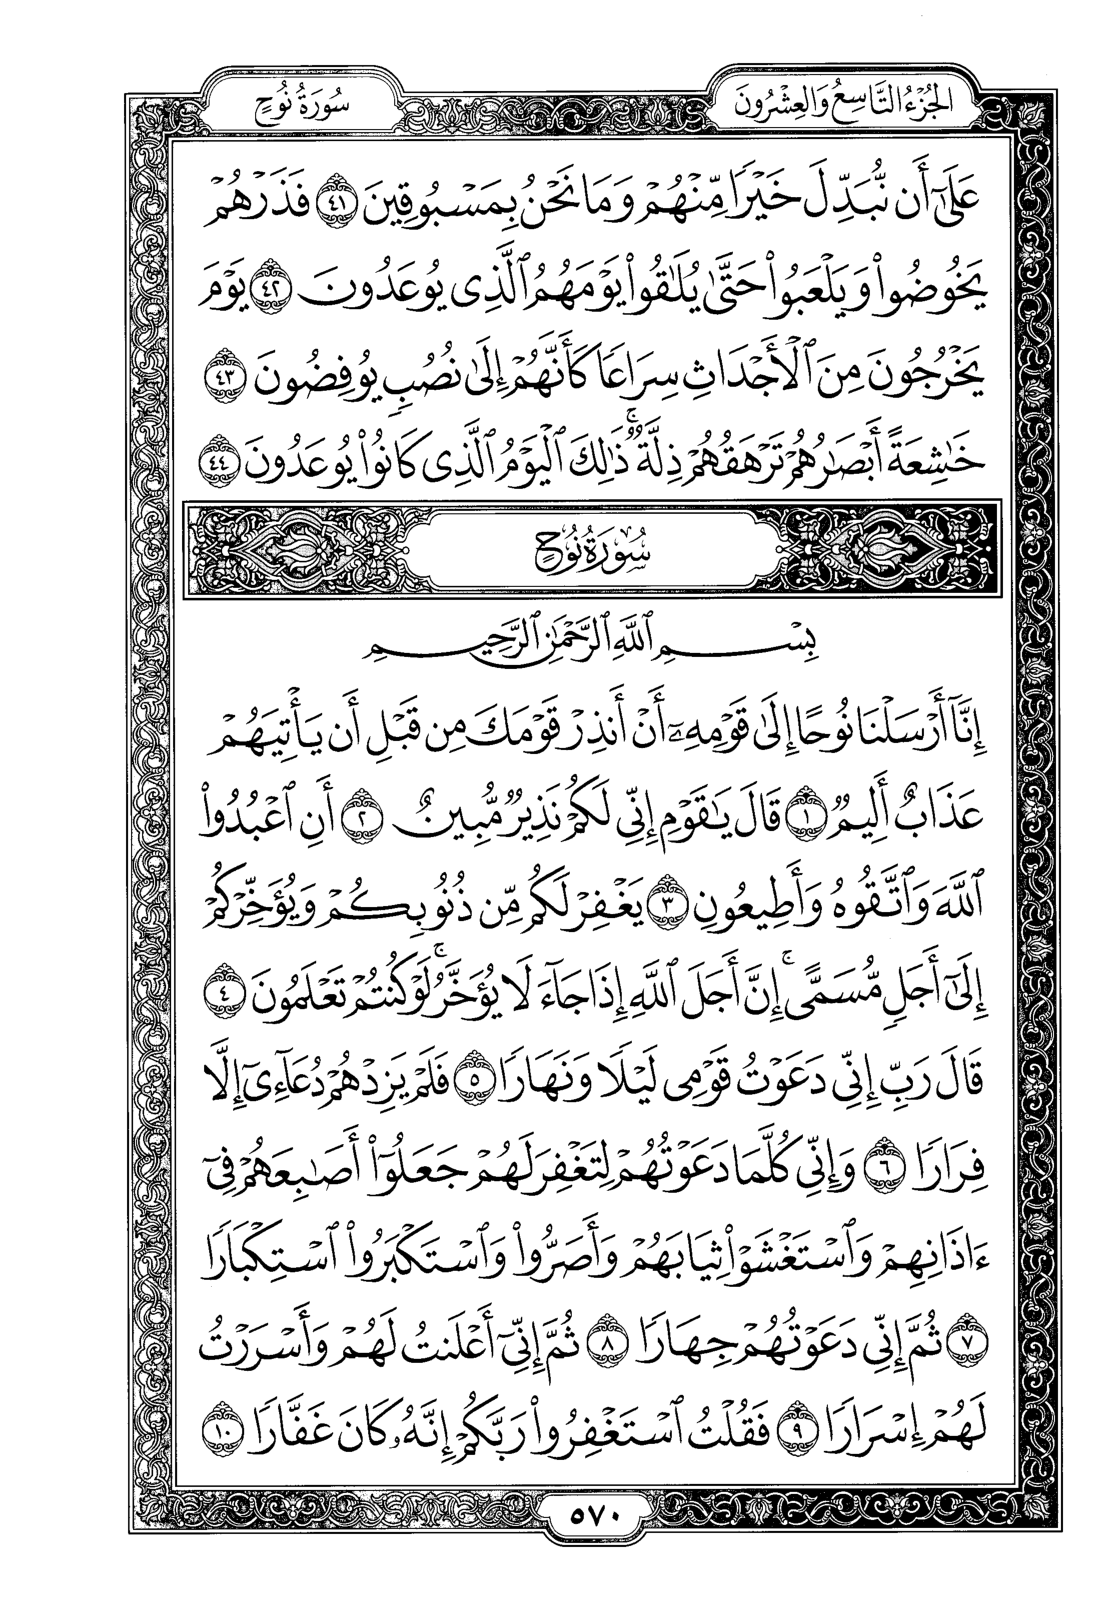 الجُزْءُ التَّاسِعُ وَالعِشْرُونَ
سُورَةُ نُوحٍ
عَلَىٰٓ أَن نُّبَدِّلَ خَيْرًا مِّنْهُمْ وَمَا نَحْنُ بِمَسْبُوقِينَ ٤١ فَذَرْهُمْ
يَخُوضُوا۟ وَيَلْعَبُوا۟ حَتَّىٰ يُلَـٰقُوا۟ يَوْمَهُمُ ٱلَّذِى يُوعَدُونَ ٤٢ يَوْمَ
يَخْرُجُونَ مِنَ ٱلْأَجْدَاثِ سِرَاعًا كَأَنَّهُمْ إِلَىٰ نُصُبٍ يُوفِضُونَ ٤٣
خَـٰشِعَةً أَبْصَـٰرُهُمْ تَرْهَقُهُمْ ذِلَّةٌ ۚ ذَٰلِكَ ٱلْيَوْمُ ٱلَّذِى كَانُوا۟ يُوعَدُونَ ٤٤
سُورَةُ نُوحٍ
بِسْمِ ٱللَّهِ ٱلرَّحْمَـٰنِ ٱلرَّحِيمِ
إِنَّآ أَرْسَلْنَا نُوحًا إِلَىٰ قَوْمِهِۦٓ أَنْ أَنذِرْ قَوْمَكَ مِن قَبْلِ أَن يَأْتِيَهُمْ
عَذَابٌ أَلِيمٌ ١ قَالَ يَـٰقَوْمِ إِنِّى لَكُمْ نَذِيرٌ مُّبِينٌ ٢ أَنِ ٱعْبُدُوا۟
ٱللَّهَ وَٱتَّقُوهُ وَأَطِيعُونِ ٣ يَغْفِرْ لَكُم مِّن ذُنُوبِكُمْ وَيُؤَخِّرْكُمْ
إِلَىٰٓ أَجَلٍ مُّسَمًّى ۚ إِنَّ أَجَلَ ٱللَّهِ إِذَا جَآءَ لَا يُؤَخَّرُ ۖ لَوْ كُنتُمْ تَعْلَمُونَ ٤
قَالَ رَبِّ إِنِّى دَعَوْتُ قَوْمِى لَيْلًا وَنَهَارًا ٥ فَلَمْ يَزِدْهُمْ دُعَآءِىٓ إِلَّا
فِرَارًا ٦ وَإِنِّى كُلَّمَا دَعَوْتُهُمْ لِتَغْفِرَ لَهُمْ جَعَلُوٓا۟ أَصَـٰبِعَهُمْ فِىٓ
ءَاذَانِهِمْ وَٱسْتَغْشَوْا۟ ثِيَابَهُمْ وَأَصَرُّوا۟ وَٱسْتَكْبَرُوا۟ ٱسْتِكْبَارًا
٧ ثُمَّ إِنِّى دَعَوْتُهُمْ جِهَارًا ٨ ثُمَّ إِنِّىٓ أَعْلَنتُ لَهُمْ وَأَسْرَرْتُ
لَهُمْ إِسْرَارًا ٩ فَقُلْتُ ٱسْتَغْفِرُوا۟ رَبَّكُمْ إِنَّهُۥ كَانَ غَفَّارًا ١٠
٥٧٠